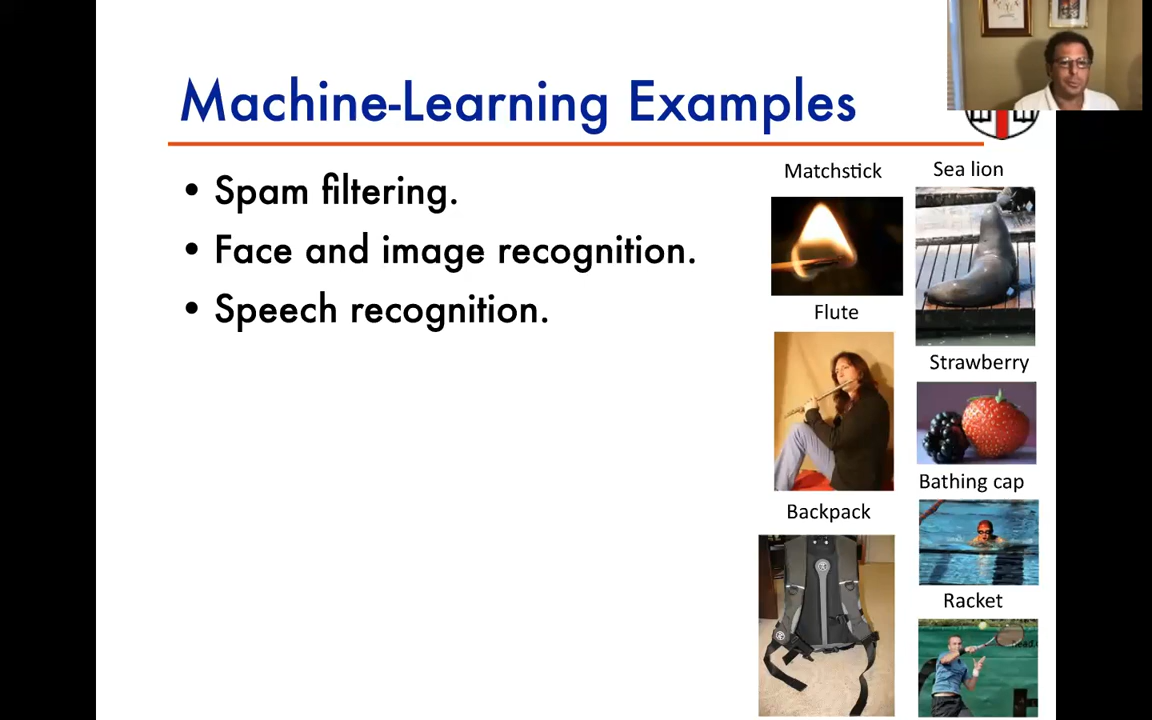 Machine-Learning Examples
• Spam filtering.
• Face and image recognition.
• Speech recognition.
Matchstick
Sea lion
Flute
Strawberry
Bathing cap
Backpack
Racket
head.